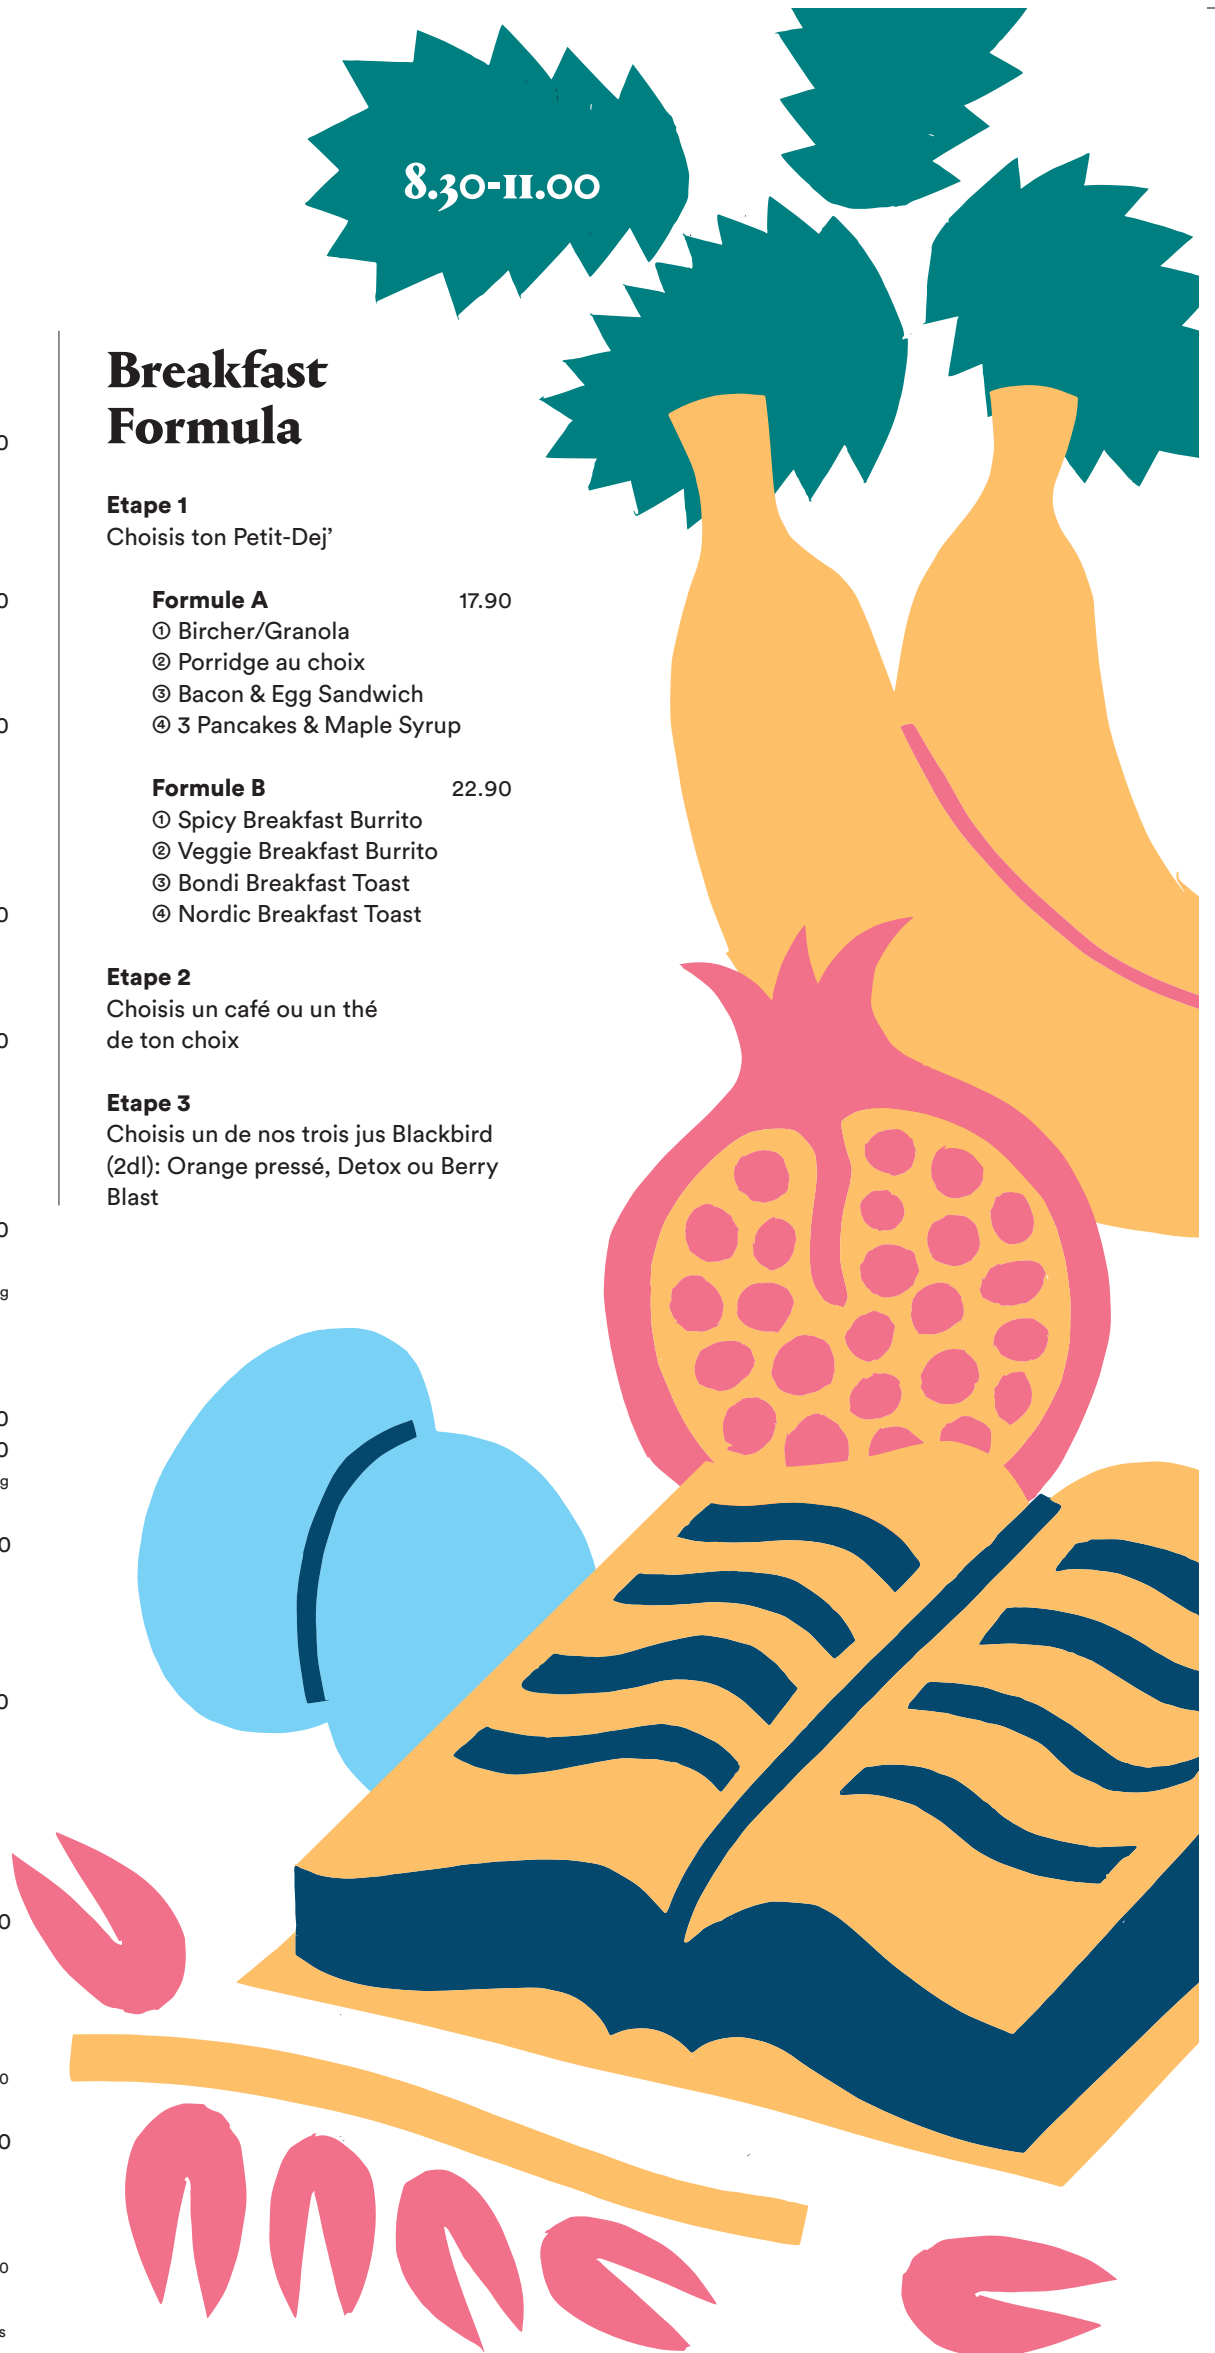 8.30-11.00
Breakfast
Formula
Etape 1
Choisis ton Petit-Dej’
Formule A 17.90
① Bircher/Granola
② Porridge au choix
③ Bacon & Egg Sandwich
④ 3 Pancakes & Maple Syrup
Formule B 22.90
① Spicy Breakfast Burrito
② Veggie Breakfast Burrito
③ Bondi Breakfast Toast
④ Nordic Breakfast Toast
Etape 2
Choisis un café ou un thé
de ton choix
Etape 3
Choisis un de nos trois jus Blackbird
(2dl): Orange pressé, Detox ou Berry
Blast